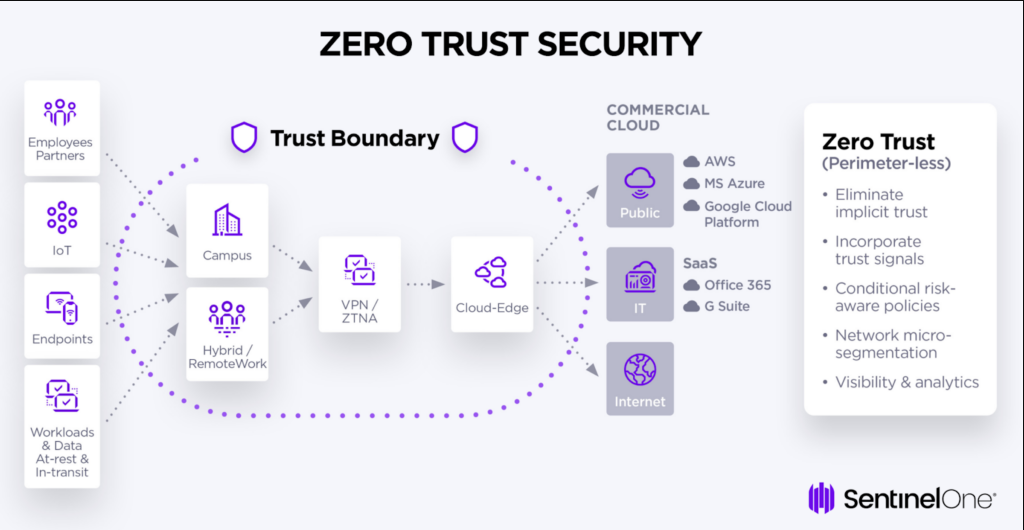 ZERO TRUST SECURITY
Employees
Partners
IoT
Endpoints
Workloads
& Data
At-rest &
In-transit
Trust Boundary
Campus
Hybrid /
RemoteWork
VPN /
ZTNA
Cloud-Edge
COMMERCIAL
CLOUD
Public
AWS
MS Azure
Google Cloud
Platform
IT
SaaS
Office 365
G Suite
Internet
Zero Trust
(Perimeter-less)
• Eliminate
implicit trust
• Incorporate
trust signals
• Conditional risk-
aware policies
• Network micro-
segmentation
• Visibility & analytics
SentinelOne®